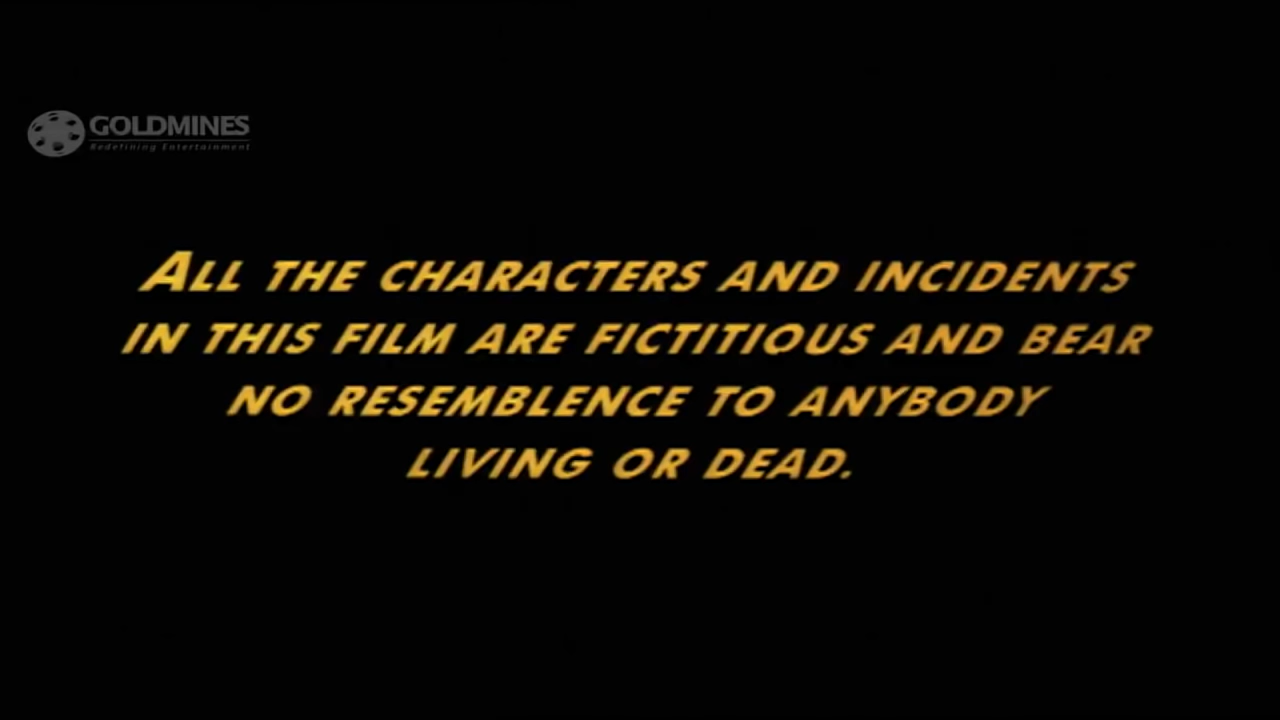 GOLDMINES
Redefining Entertainment
ALL THE CHARACTERS AND INCIDENTS
IN THIS FILM ARE FICTITIOUS AND BEAR
NO RESEMBLENCE TO ANYBODY
LIVING OR DEAD.